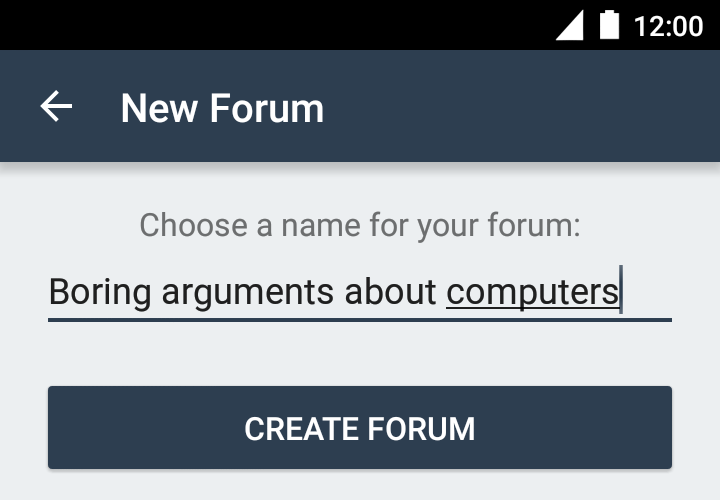 12:00
New Forum
Choose a name for your forum:
Boring arguments about computers
CREATE FORUM